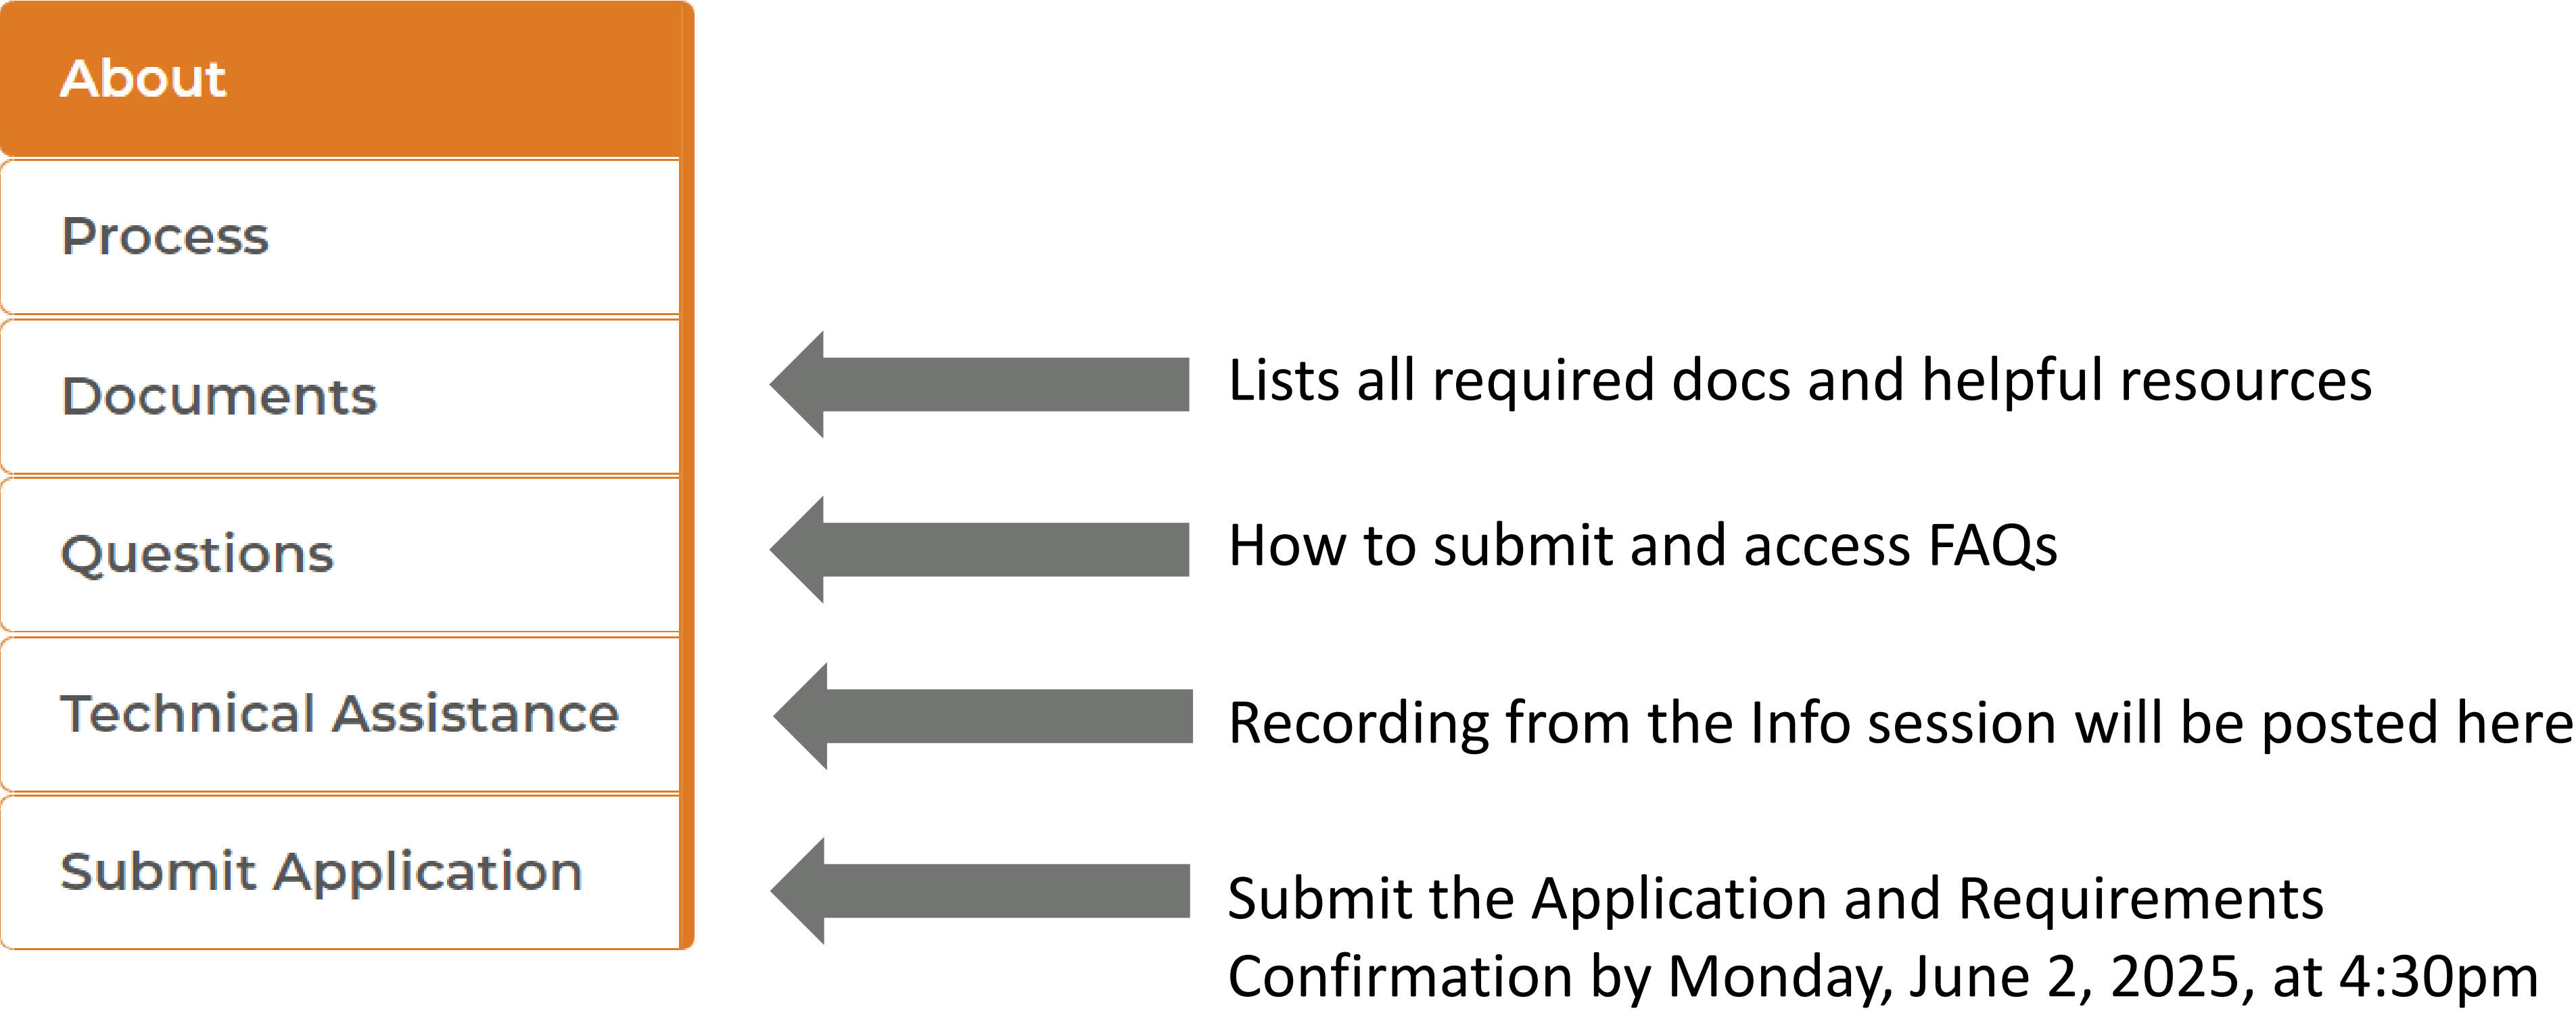 About
Process
Documents
Lists all required docs and helpful resources
Questions
How to submit and access FAQs
Technical Assistance
Recording from the Info session will be posted here
Submit Application
Submit the Application and Requirements
Confirmation by Monday, June 2, 2025, at 4:30pm